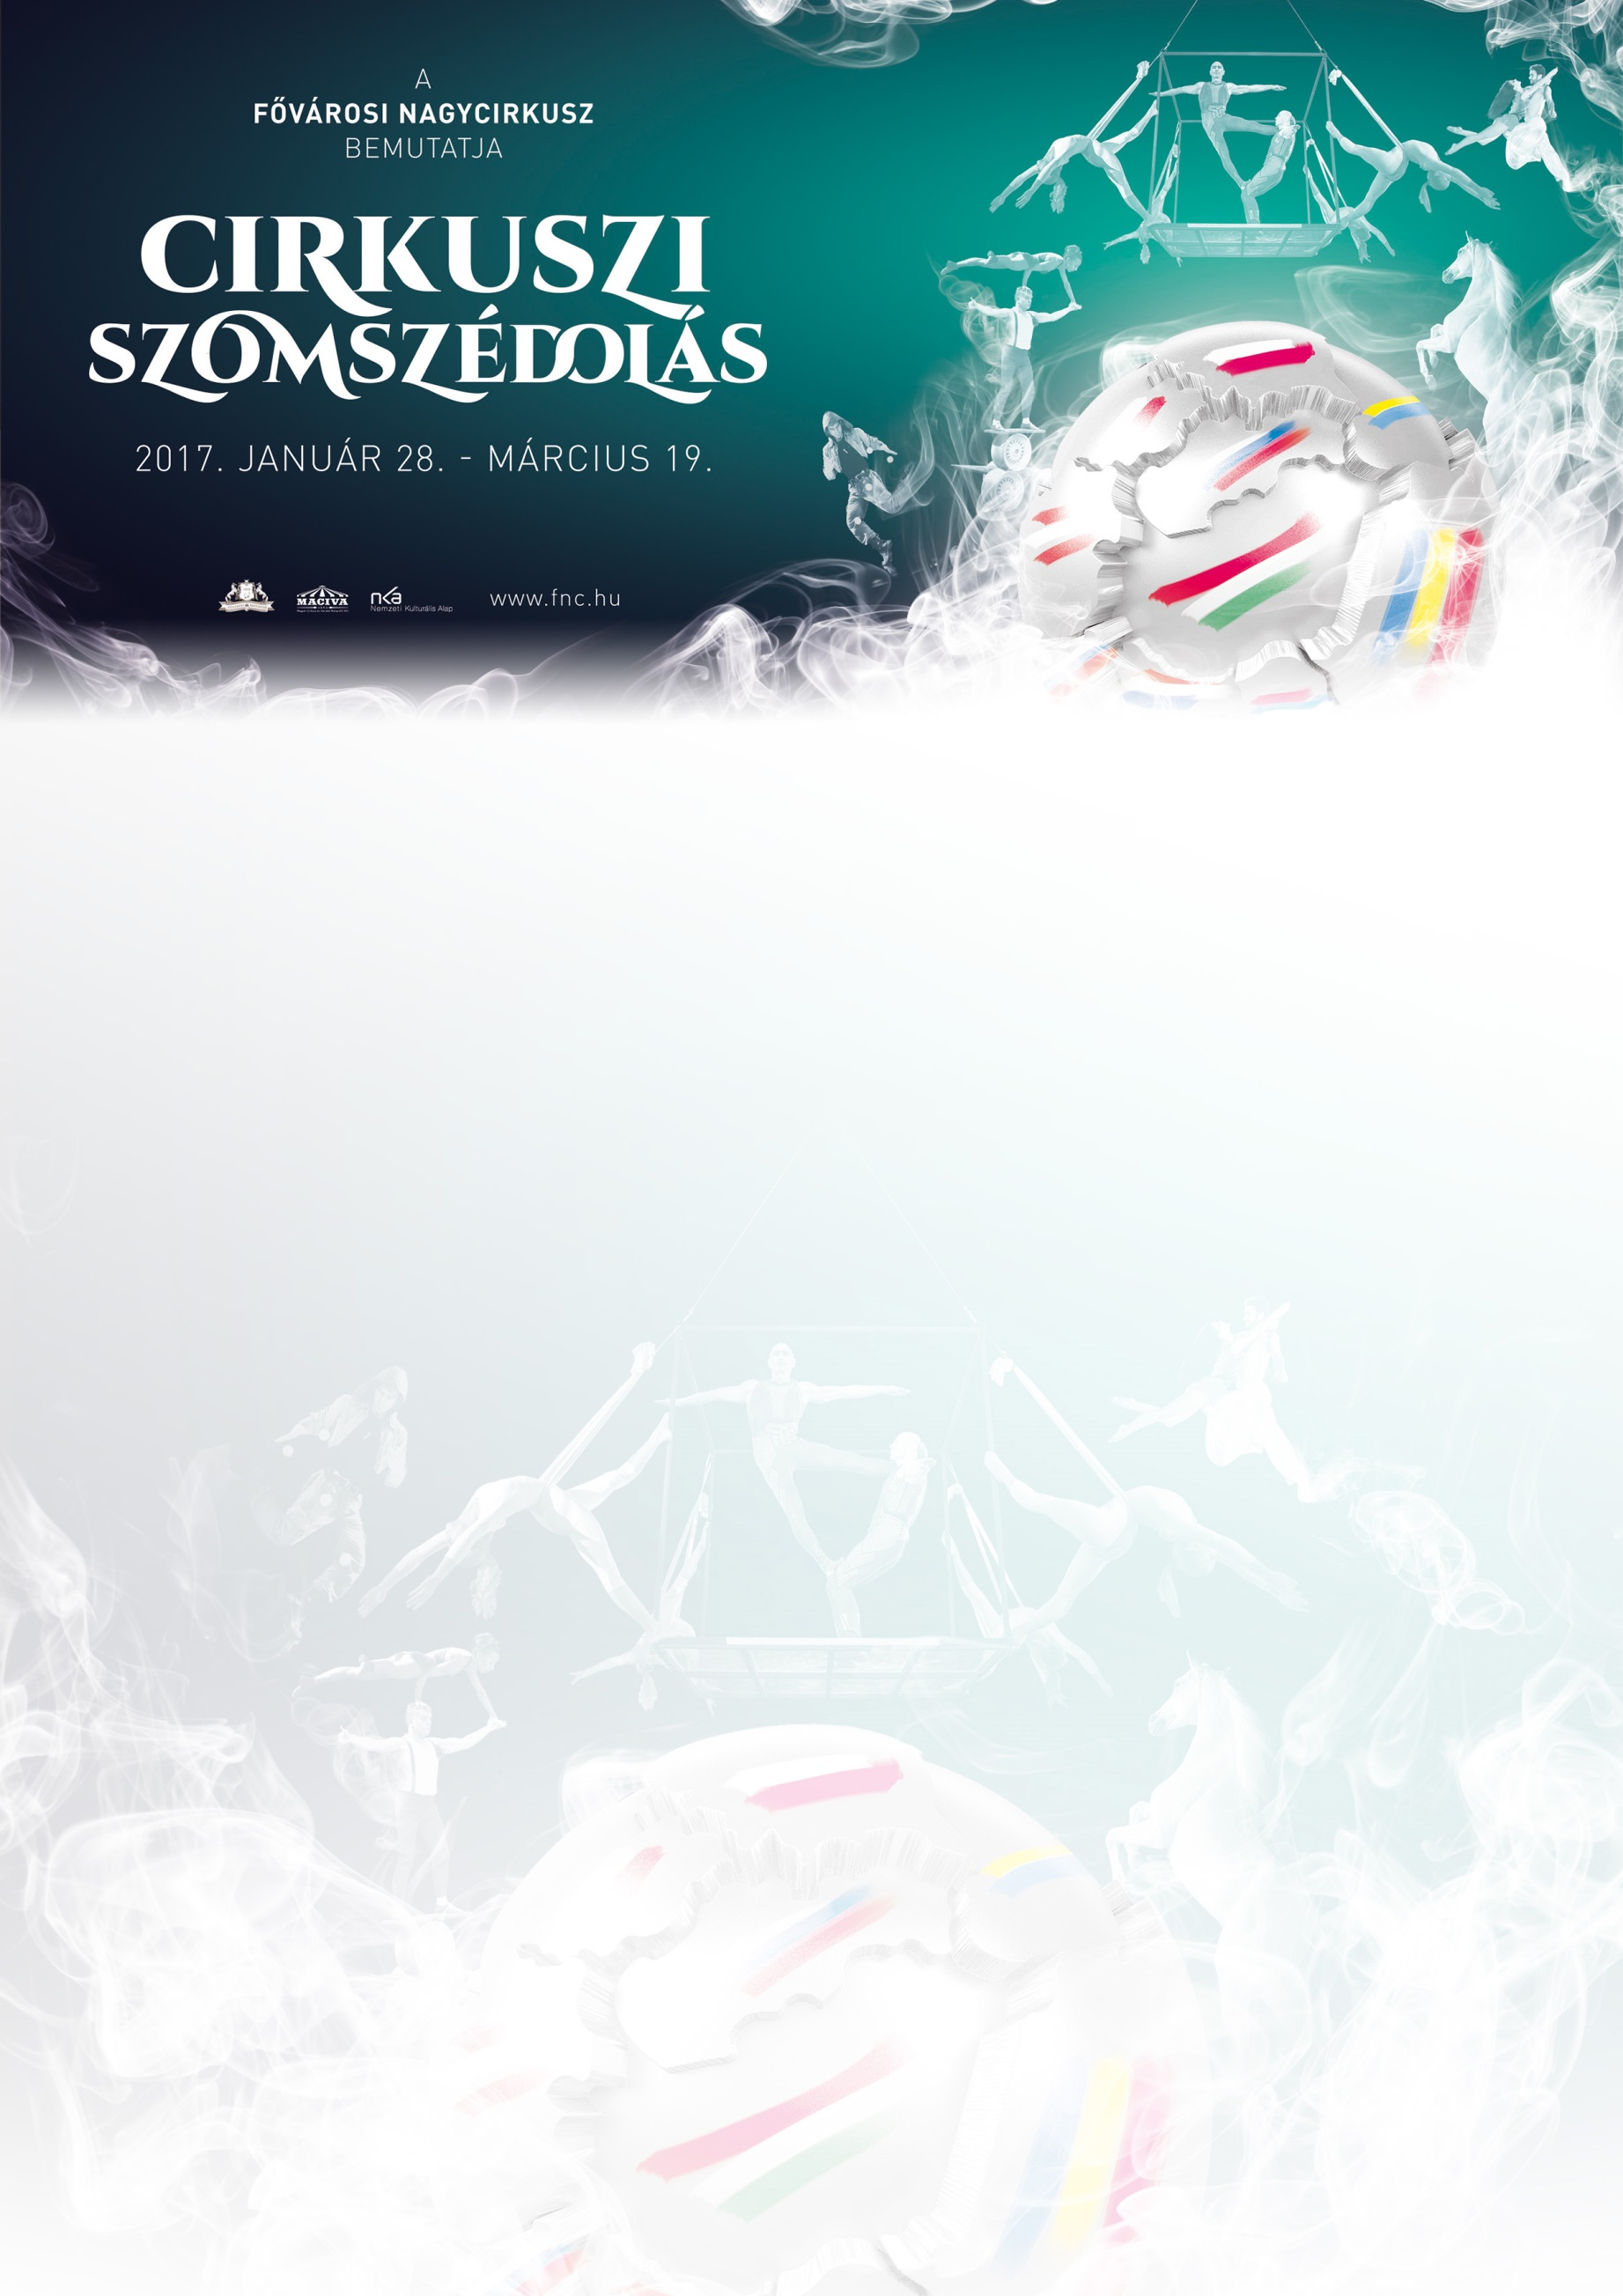 A
FŐVÁROSI NAGYCIRKUSZ
BEMUTATJA
CIRKUSZI
SZOMSZÉDOLÁS
2017. JANUÁR 28. - MÁRCIUS 19.
MACIVA
nka
Nemzeti Kulturális Alap
www.fnc.hu